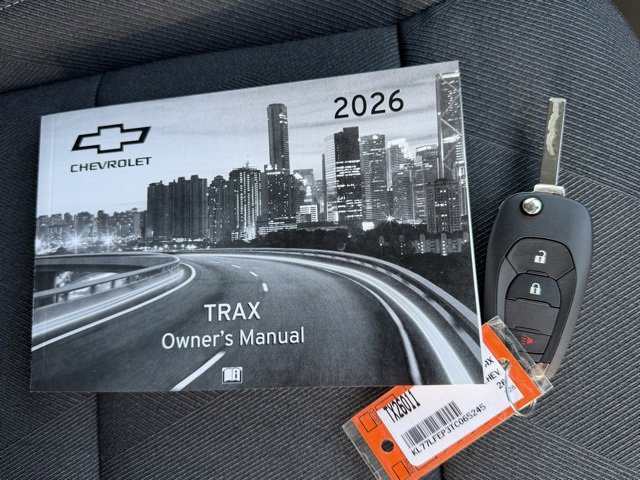 2026
CHEVROLET
TRAX
Owner's Manual
TX26011
KL77LFEP3TC065245